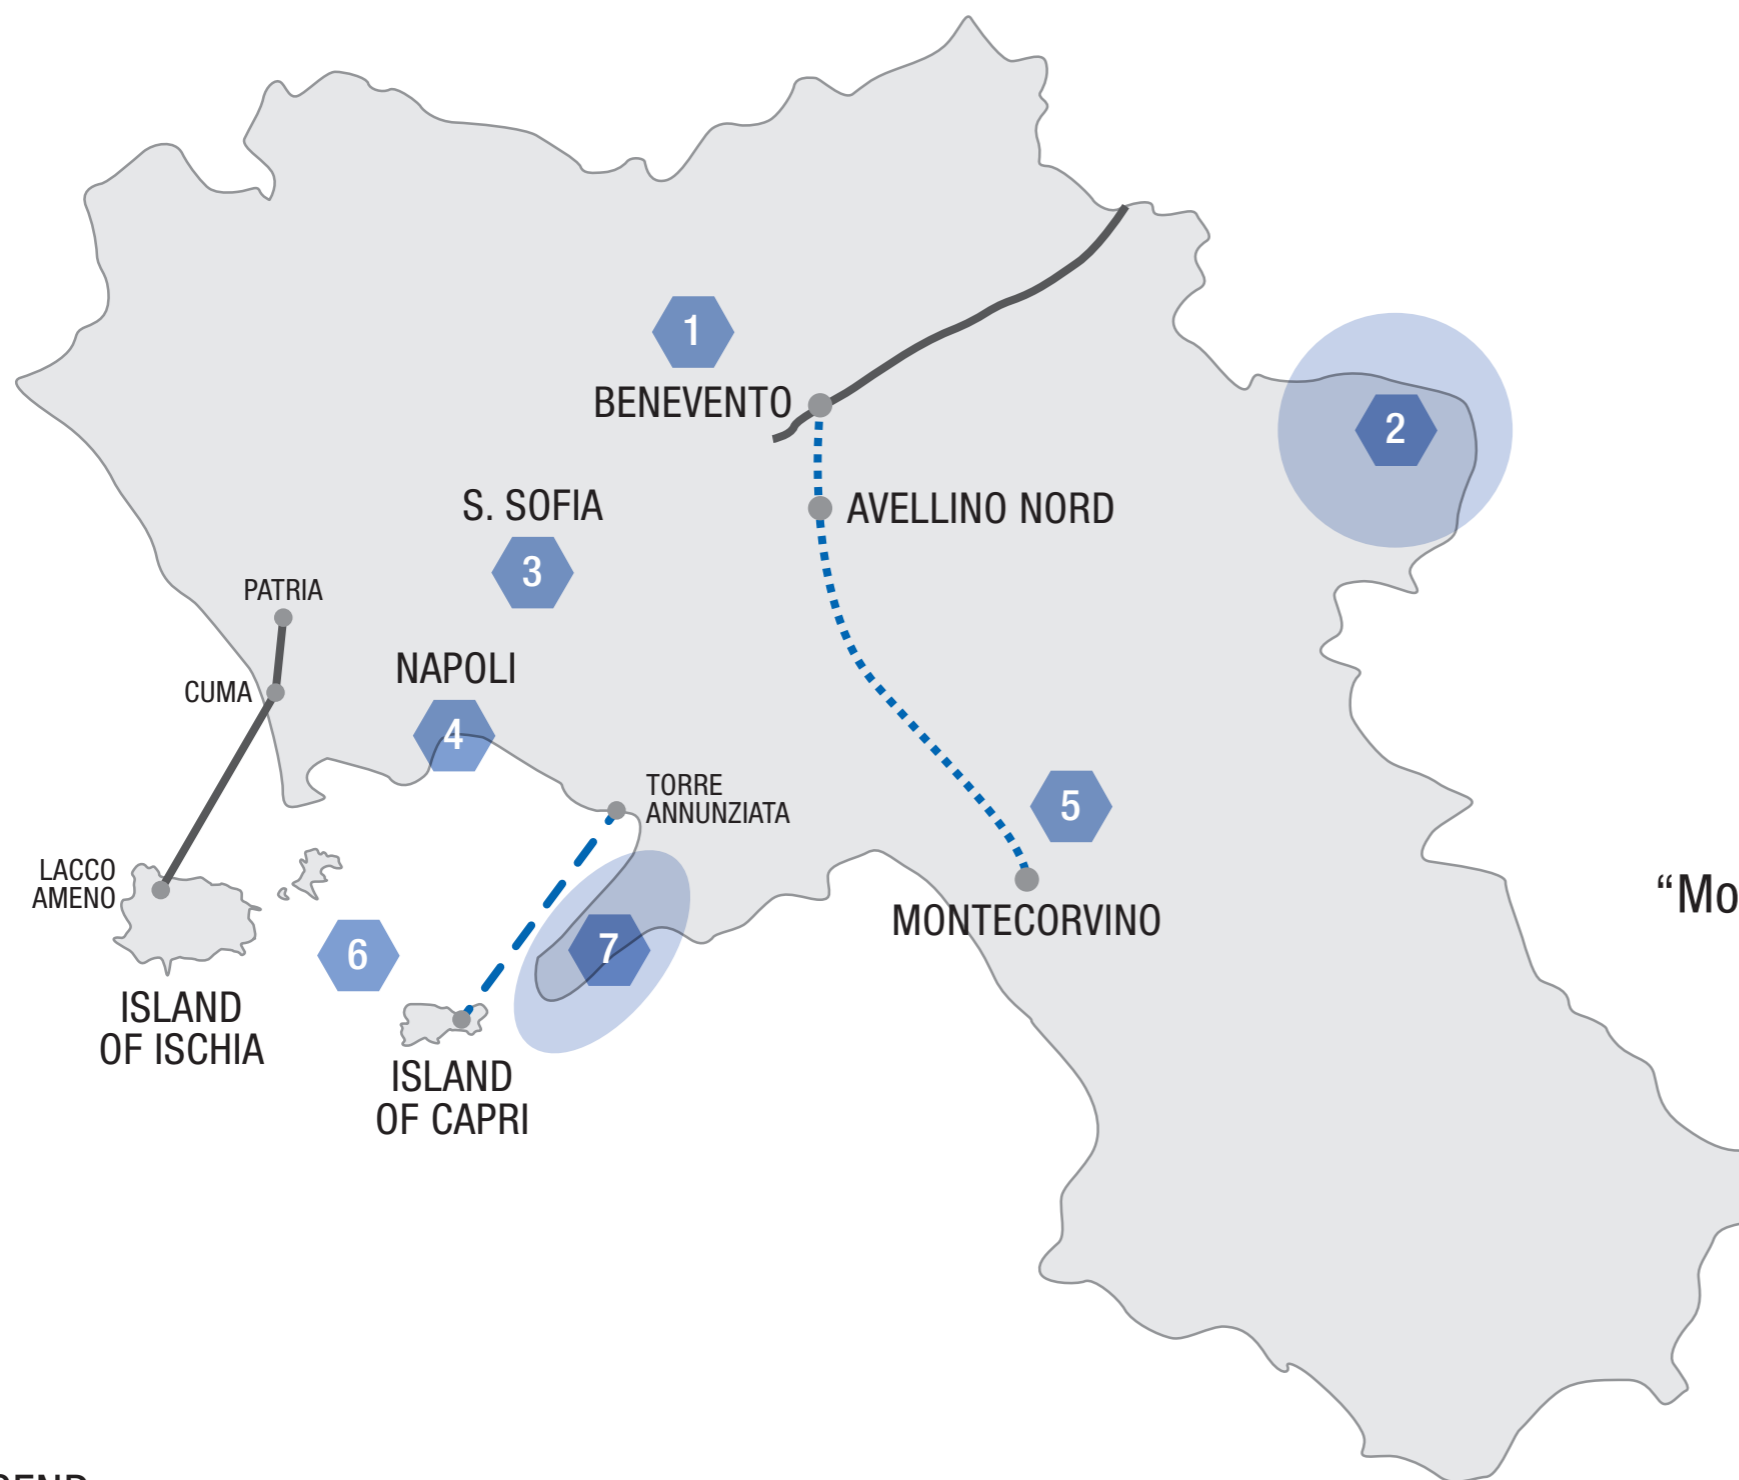 1
BENEVENTO
2
S. SOFIA
AVELLINO NORD
3
PATRIA
NAPOLI
CUMA
4
TORRE
ANNUNZIATA
5
LACCO
AMENO
“Mo
MONTECORVINO
6
7
ISLAND
OF ISCHIA
ISLAND
OF CAPRI